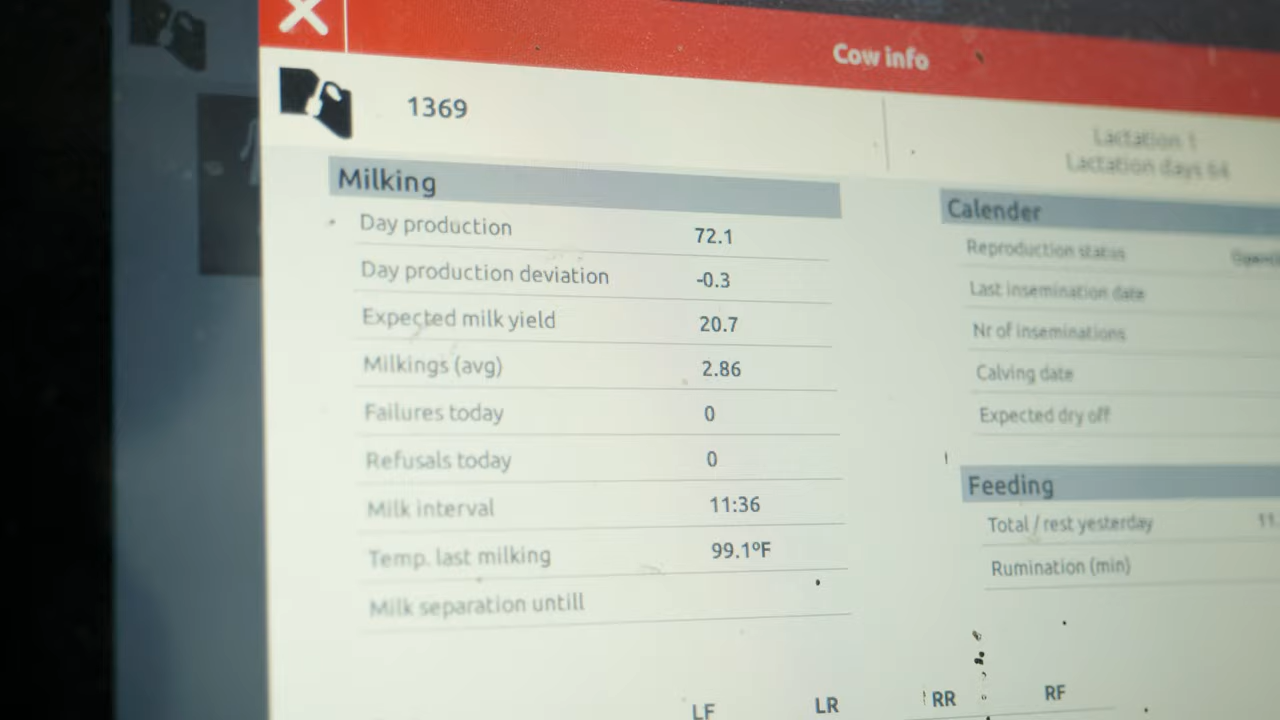 Cow info
1369
Lactation 1
Lactation days 64
Milking
Day production 72.1
Day production deviation -0.3
Expected milk yield 20.7
Milkings (avg) 2.86
Failures today 0
Refusals today 0
Milk interval 11:36
Temp. last milking 99.1ºF
Milk separation untill
Calender
Reproduction status
Last insemination date
Nr of inseminations
Calving date
Expected dry off
Feeding
Total / rest yesterday 11.
Rumination (min)
LF LR RR RF